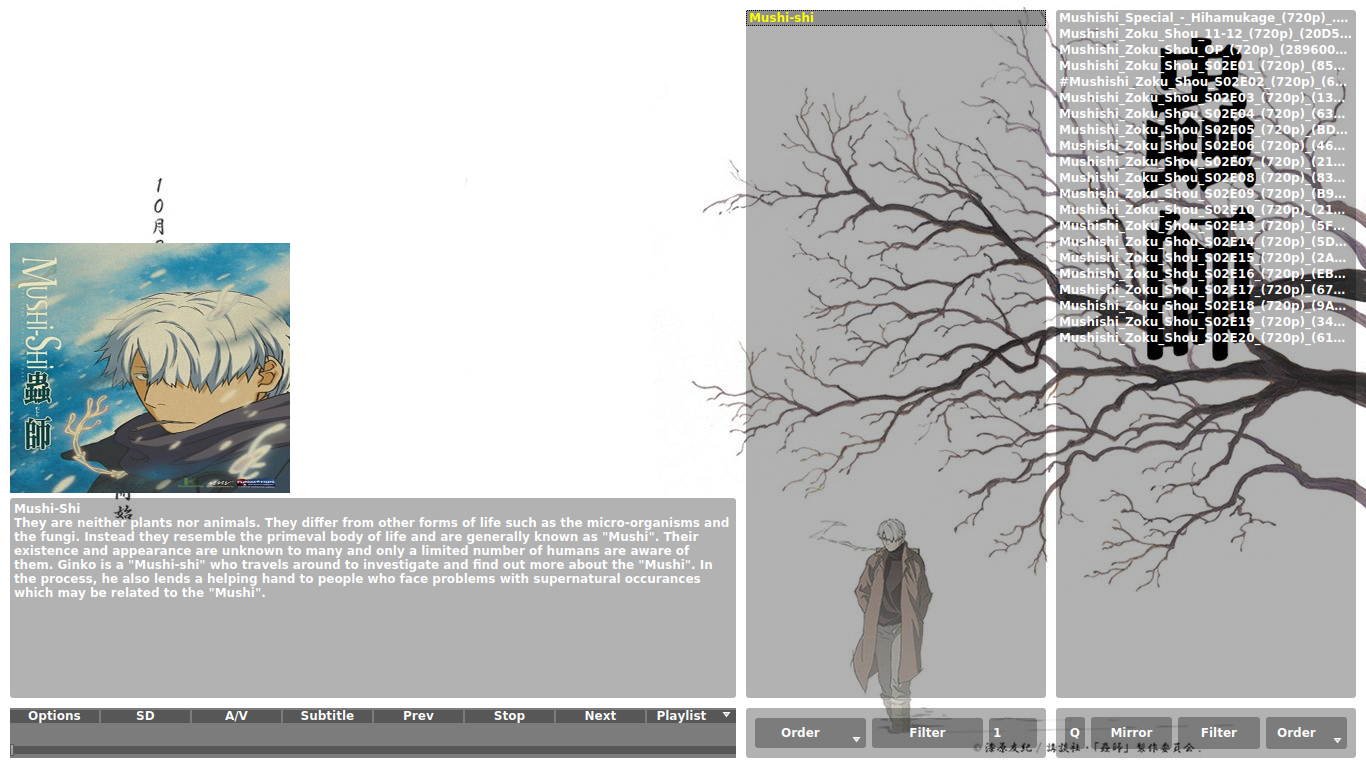 10月
開始
MUSHI-SHI
蟲師
FUNIMATION
Mushi-Shi
They are neither plants nor animals. They differ from other forms of life such as the micro-organisms and
the fungi. Instead they resemble the primeval body of life and are generally known as "Mushi". Their
existence and appearance are unknown to many and only a limited number of humans are aware of
them. Ginko is a "Mushi-shi" who travels around to investigate and find out more about the "Mushi". In
the process, he also lends a helping hand to people who face problems with supernatural occurances
which may be related to the "Mushi".
Options SD A/V Subtitle Prev Stop Next Playlist
Mushi-shi
Order Filter 1
Mushishi_Special_-_Hihamukage_(720p)_....
Mushishi_Zoku_Shou_11-12_(720p)_(20D5...
Mushishi_Zoku_Shou_OP_(720p)_(289600...
Mushishi_Zoku_Shou_S02E01_(720p)_(85...
#Mushishi_Zoku_Shou_S02E02_(720p)_(6...
Mushishi_Zoku_Shou_S02E03_(720p)_(13...
Mushishi_Zoku_Shou_S02E04_(720p)_(63...
Mushishi_Zoku_Shou_S02E05_(720p)_(BD...
Mushishi_Zoku_Shou_S02E06_(720p)_(46...
Mushishi_Zoku_Shou_S02E07_(720p)_(21...
Mushishi_Zoku_Shou_S02E08_(720p)_(83...
Mushishi_Zoku_Shou_S02E09_(720p)_(B9...
Mushishi_Zoku_Shou_S02E10_(720p)_(21...
Mushishi_Zoku_Shou_S02E13_(720p)_(5F...
Mushishi_Zoku_Shou_S02E14_(720p)_(5D...
Mushishi_Zoku_Shou_S02E15_(720p)_(2A...
Mushishi_Zoku_Shou_S02E16_(720p)_(EB...
Mushishi_Zoku_Shou_S02E17_(720p)_(67...
Mushishi_Zoku_Shou_S02E18_(720p)_(9A...
Mushishi_Zoku_Shou_S02E19_(720p)_(34...
Mushishi_Zoku_Shou_S02E20_(720p)_(61...
蟲師
Q Mirror Filter Order
©漆原友紀/講談社・「蟲師」製作委員会.